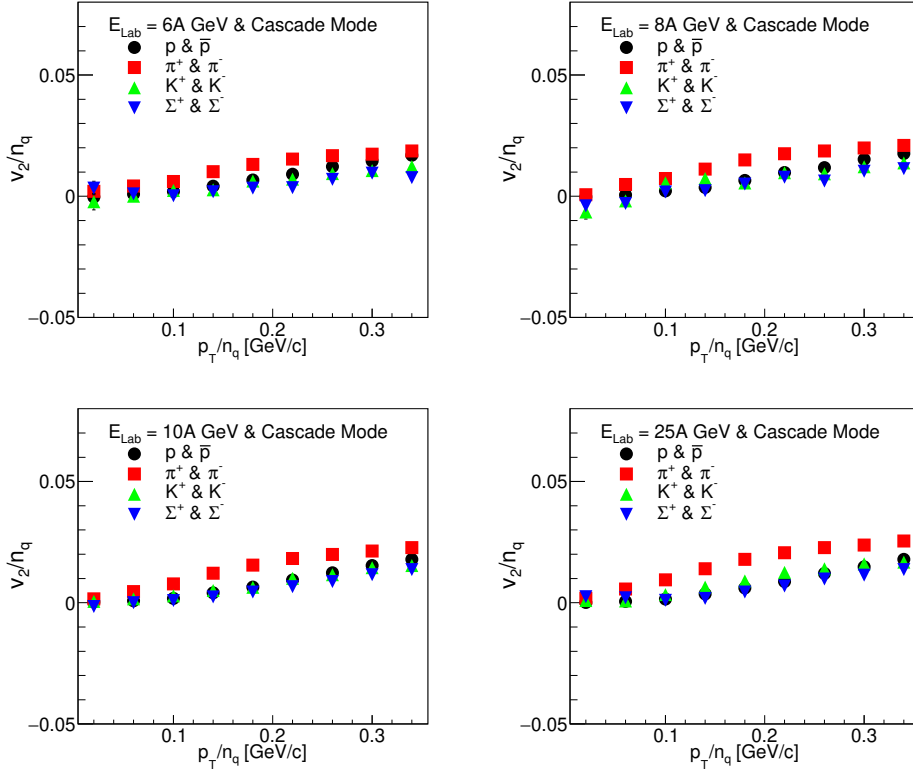 E_Lab = 6A GeV & Cascade Mode
p & p̅
π⁺ & π⁻
K⁺ & K⁻
Σ⁺ & Σ⁻
0.05
0
−0.05
v₂/n_q
0.1
0.2
0.3
p_T/n_q [GeV/c]
E_Lab = 8A GeV & Cascade Mode
p & p̅
π⁺ & π⁻
K⁺ & K⁻
Σ⁺ & Σ⁻
0.05
0
−0.05
v₂/n_q
0.1
0.2
0.3
p_T/n_q [GeV/c]
E_Lab = 10A GeV & Cascade Mode
p & p̅
π⁺ & π⁻
K⁺ & K⁻
Σ⁺ & Σ⁻
0.05
0
−0.05
v₂/n_q
0.1
0.2
0.3
p_T/n_q [GeV/c]
E_Lab = 25A GeV & Cascade Mode
p & p̅
π⁺ & π⁻
K⁺ & K⁻
Σ⁺ & Σ⁻
0.05
0
−0.05
v₂/n_q
0.1
0.2
0.3
p_T/n_q [GeV/c]